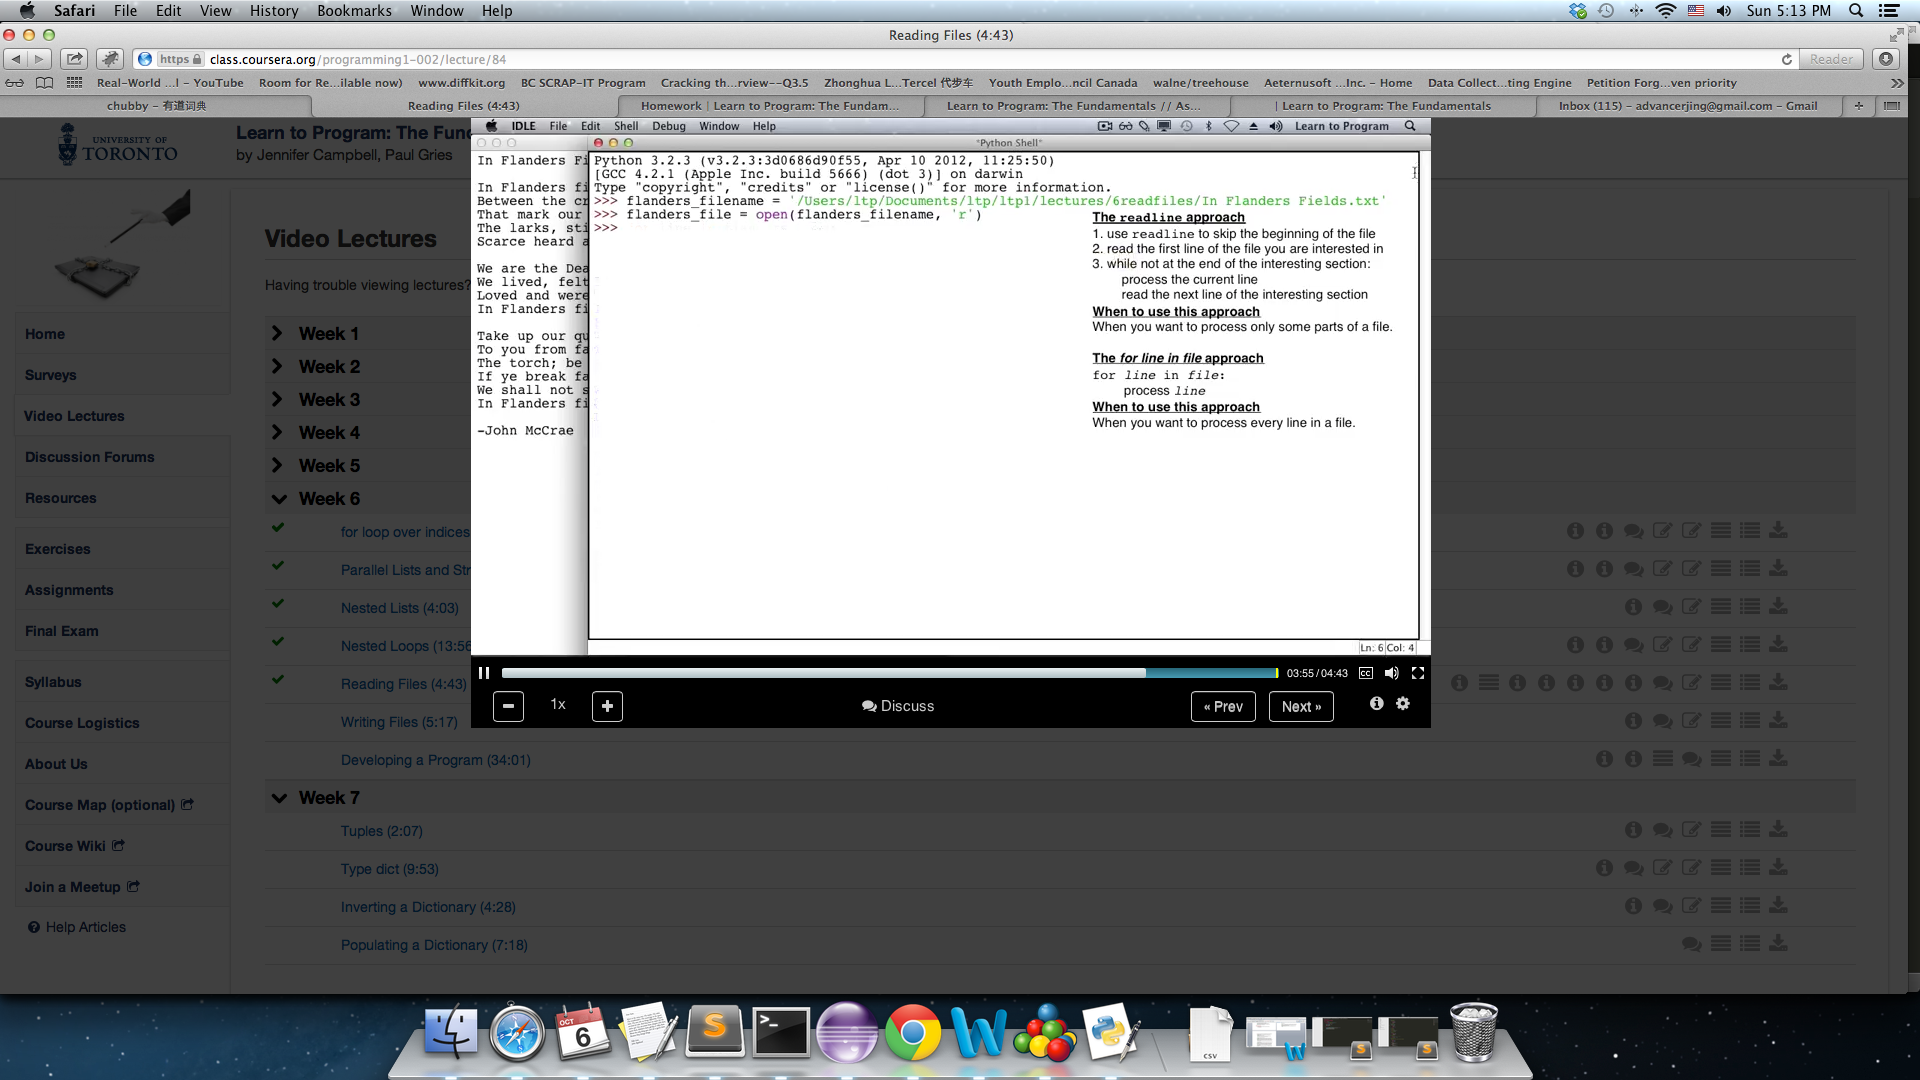 Safari File Edit View History Bookmarks Window Help Sun 5:13 PM
Reading Files (4:43)
https class.coursera.org/programming1-002/lecture/84 Reader
Real-World ...l - YouTube Room for Re...ilable now) www.diffkit.org BC SCRAP-IT Program Cracking th...rview--Q3.5 Zhonghua L...Tercel 代步车 Youth Emplo...ncil Canada walne/treehouse Aeternusoft ...Inc. - Home Data Collect...ting Engine Petition Forg...ven priority
chubby - 有道词典 Reading Files (4:43) Homework | Learn to Program: The Fundam... Learn to Program: The Fundamentals // As... | Learn to Program: The Fundamentals Inbox (115) - advancerjing@gmail.com - Gmail
UNIVERSITY OF
TORONTO
Learn to Program: The Fund
by Jennifer Campbell, Paul Gries
Home
Surveys
Video Lectures
Discussion Forums
Resources
Exercises
Assignments
Final Exam
Syllabus
Course Logistics
About Us
Course Map (optional)
Course Wiki
Join a Meetup
Help Articles
Video Lectures
Having trouble viewing lectures?
Week 1
Week 2
Week 3
Week 4
Week 5
Week 6
for loop over indices
Parallel Lists and Str
Nested Lists (4:03)
Nested Loops (13:56
Reading Files (4:43)
Writing Files (5:17)
Developing a Program (34:01)
Week 7
Tuples (2:07)
Type dict (9:53)
Inverting a Dictionary (4:28)
Populating a Dictionary (7:18)
IDLE File Edit Shell Debug Window Help Learn to Program
*Python Shell*
In Flanders Fi
In Flanders fi
Between the cr
That mark our
The larks, sti
Scarce heard a
We are the Dea
We lived, felt
Loved and were
In Flanders fi
Take up our qu
To you from fa
The torch; be
If ye break fa
We shall not s
In Flanders fi
-John McCrae
Python 3.2.3 (v3.2.3:3d0686d90f55, Apr 10 2012, 11:25:50)
[GCC 4.2.1 (Apple Inc. build 5666) (dot 3)] on darwin
Type "copyright", "credits" or "license()" for more information.
>>> flanders_filename = '/Users/ltp/Documents/ltp/ltp1/lectures/6readfiles/In Flanders Fields.txt'
>>> flanders_file = open(flanders_filename, 'r')
>>>
The readline approach
1. use readline to skip the beginning of the file
2. read the first line of the file you are interested in
3. while not at the end of the interesting section:
process the current line
read the next line of the interesting section
When to use this approach
When you want to process only some parts of a file.
The for line in file approach
for line in file:
process line
When to use this approach
When you want to process every line in a file.
Ln: 6 Col: 4
03:55/04:43 CC
1x Discuss « Prev Next »
OCT
6
CSV